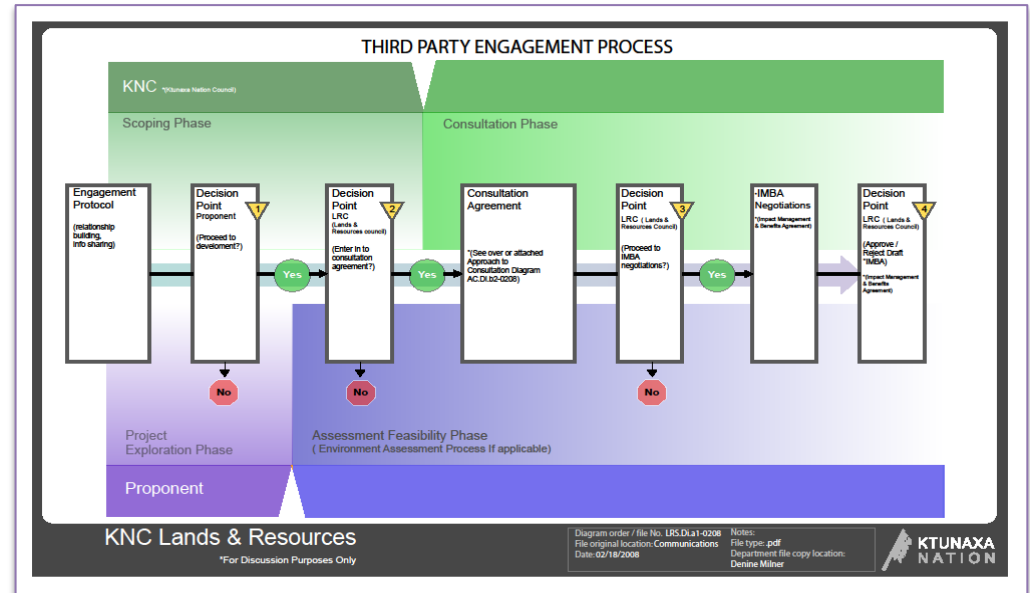 THIRD PARTY ENGAGEMENT PROCESS
KNC *(Ktunaxa Nation Council)
Scoping Phase
Consultation Phase
Engagement
Protocol
(relationship
building,
info sharing)
Decision
Point
Proponent
(Proceed to
develoment?)
1
Yes
No
Decision
Point
LRC
(Lands &
Resources council)
(Enter in to
consultation
agreement?)
2
Yes
No
Consultation
Agreement
*(See over or attached
Approach to
Consultation Diagram
AC.DI.b2-0208)
Decision
Point
LRC ( Lands &
Resources Council)
(Proceed to
IMBA
negotiations?)
3
Yes
No
-IMBA
Negotiations
*(Impact Management
& Benefits Agreement)
Decision
Point
LRC ( Lands &
Resources Council)
(Approve /
Reject Draft
*IMBA)
*(Impact Management
& Benefits
Agreement)
4
Project
Exploration Phase
Assessment Feasibility Phase
( Environment Assessment Process If applicable)
Proponent
KNC Lands & Resources
*For Discussion Purposes Only
Diagram order / file No. LRS.Di.a1-0208
File original location: Communications
Date: 02/18/2008
Notes:
File type: .pdf
Department file copy location:
Denine Milner
KTUNAXA
NATION